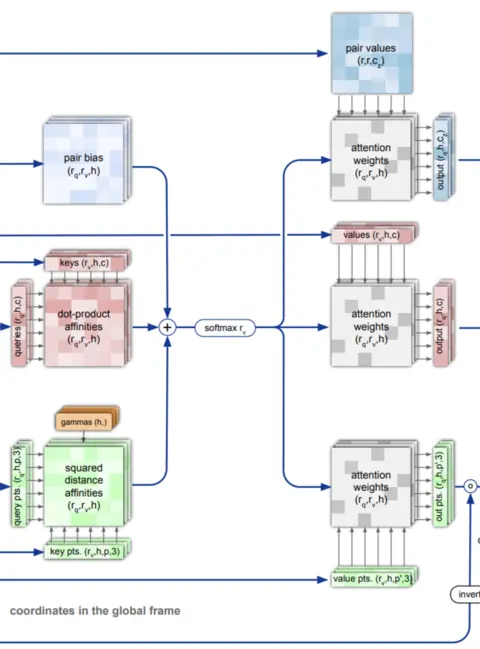 pair values
(r,r,c_z)
pair bias
(r_q,r_v,h)
attention
weights
(r_q,r_v,h)
output (r_q,h,c_z)
keys (r_v,h,c)
values (r_v,h,c)
queries (r_q,h,c)
dot-product
affinities
(r_q,r_v,h)
+
softmax r_v
attention
weights
(r_q,r_v,h)
output (r_q,h,c)
gammas (h,)
query pts. (r_q,h,p,3)
squared
distance
affinities
(r_q,r_v,h)
attention
weights
(r_q,r_v,h)
out pts. (r_q,h,p',3)
key pts. (r_v,h,p,3)
value pts. (r_v,h,p',3)
invert
coordinates in the global frame